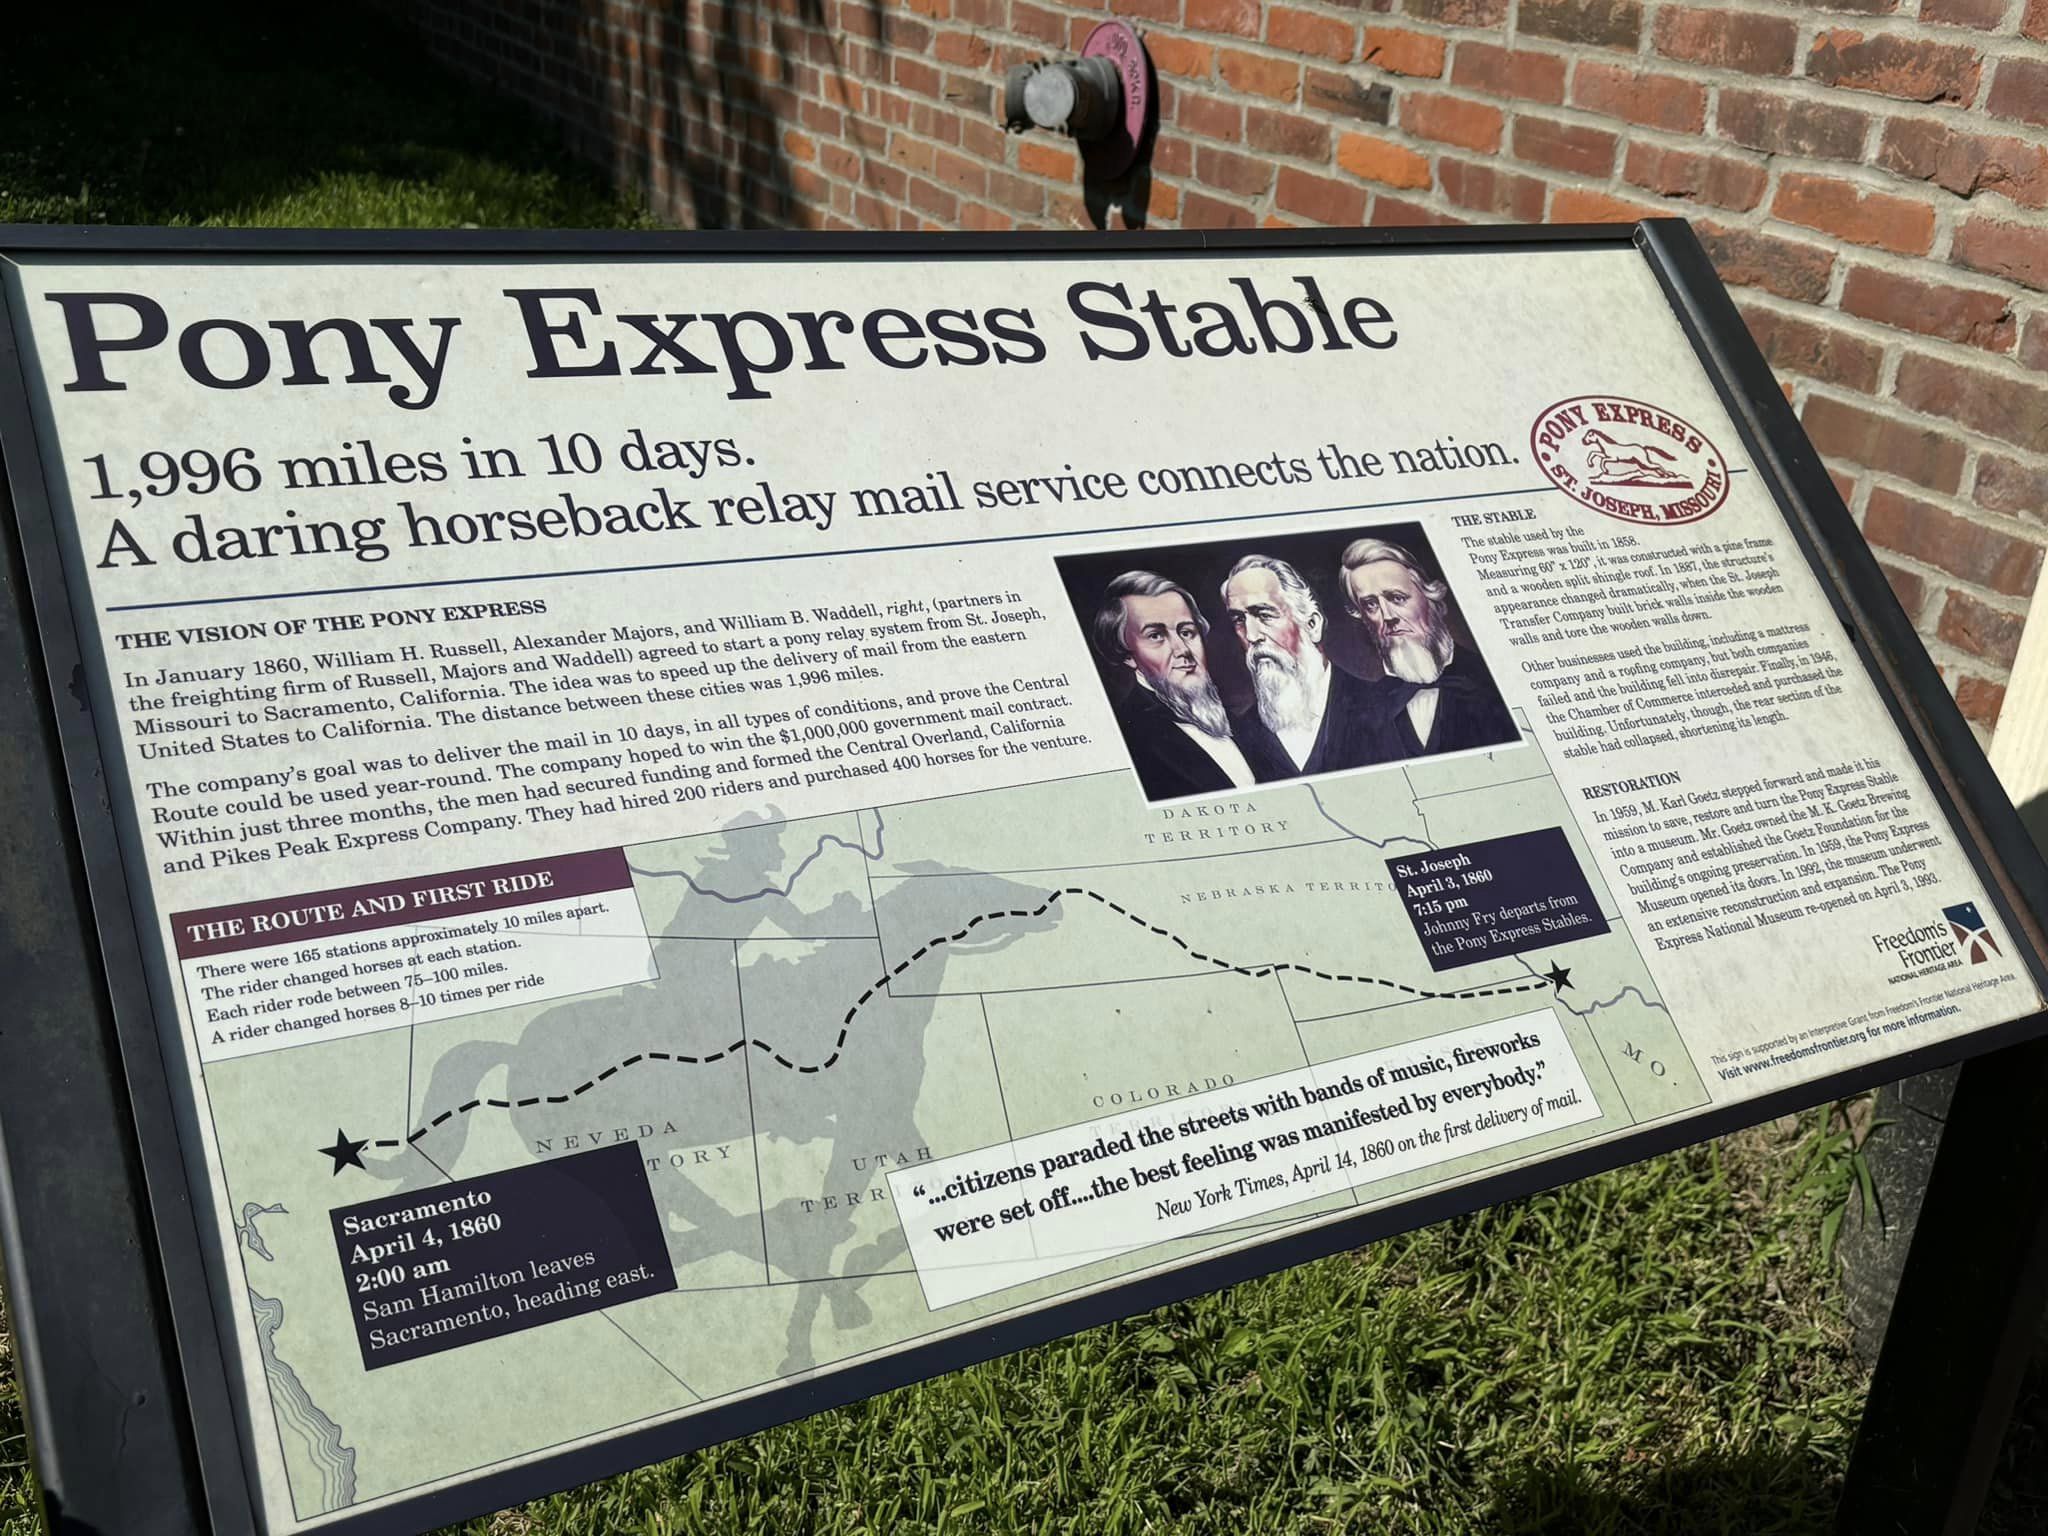 Pony Express Stable
1,996 miles in 10 days.
A daring horseback relay mail service connects the nation.
PONY EXPRESS
ST. JOSEPH, MISSOURI
THE VISION OF THE PONY EXPRESS
In January 1860, William H. Russell, Alexander Majors, and William B. Waddell, right, (partners in
the freighting firm of Russell, Majors and Waddell) agreed to start a pony relay system from St. Joseph,
Missouri to Sacramento, California. The idea was to speed up the delivery of mail from the eastern
United States to California. The distance between these cities was 1,996 miles.
The company's goal was to deliver the mail in 10 days, in all types of conditions, and prove the Central
Route could be used year-round. The company hoped to win the $1,000,000 government mail contract.
Within just three months, the men had secured funding and formed the Central Overland, California
and Pikes Peak Express Company. They had hired 200 riders and purchased 400 horses for the venture.
THE STABLE
The stable used by the
Pony Express was built in 1858.
Measuring 60" x 120", it was constructed with a pine frame
and a wooden split shingle roof. In 1887, the structure's
appearance changed dramatically, when the St. Joseph
Transfer Company built brick walls inside the wooden
walls and tore the wooden walls down.
Other businesses used the building, including a mattress
company and a roofing company, but both companies
failed and the building fell into disrepair. Finally, in 1946,
the Chamber of Commerce interceded and purchased the
building. Unfortunately, though, the rear section of the
stable had collapsed, shortening its length.
RESTORATION
In 1959, M. Karl Goetz stepped forward and made it his
mission to save, restore and turn the Pony Express Stable
into a museum. Mr. Goetz owned the M. K. Goetz Brewing
Company and established the Goetz Foundation for the
building's ongoing preservation. In 1959, the Pony Express
Museum opened its doors. In 1992, the museum underwent
an extensive reconstruction and expansion. The Pony
Express National Museum re-opened on April 3, 1993.
THE ROUTE AND FIRST RIDE
There were 165 stations approximately 10 miles apart.
The rider changed horses at each station.
Each rider rode between 75–100 miles.
A rider changed horses 8–10 times per ride
DAKOTA
TERRITORY
NEBRASKA TERRITO
St. Joseph
April 3, 1860
7:15 pm
Johnny Fry departs from
the Pony Express Stables.
NEVEDA
TORY
UTAH
TERRITO
COLORADO
TERRITORY
MO.
Sacramento
April 4, 1860
2:00 am
Sam Hamilton leaves
Sacramento, heading east.
"...citizens paraded the streets with bands of music, fireworks
were set off....the best feeling was manifested by everybody."
New York Times, April 14, 1860 on the first delivery of mail.
Freedom's
Frontier
NATIONAL HERITAGE AREA
This sign is supported by an Interpretive Grant from Freedom's Frontier National Heritage Area.
Visit www.freedomsfrontier.org for more information.